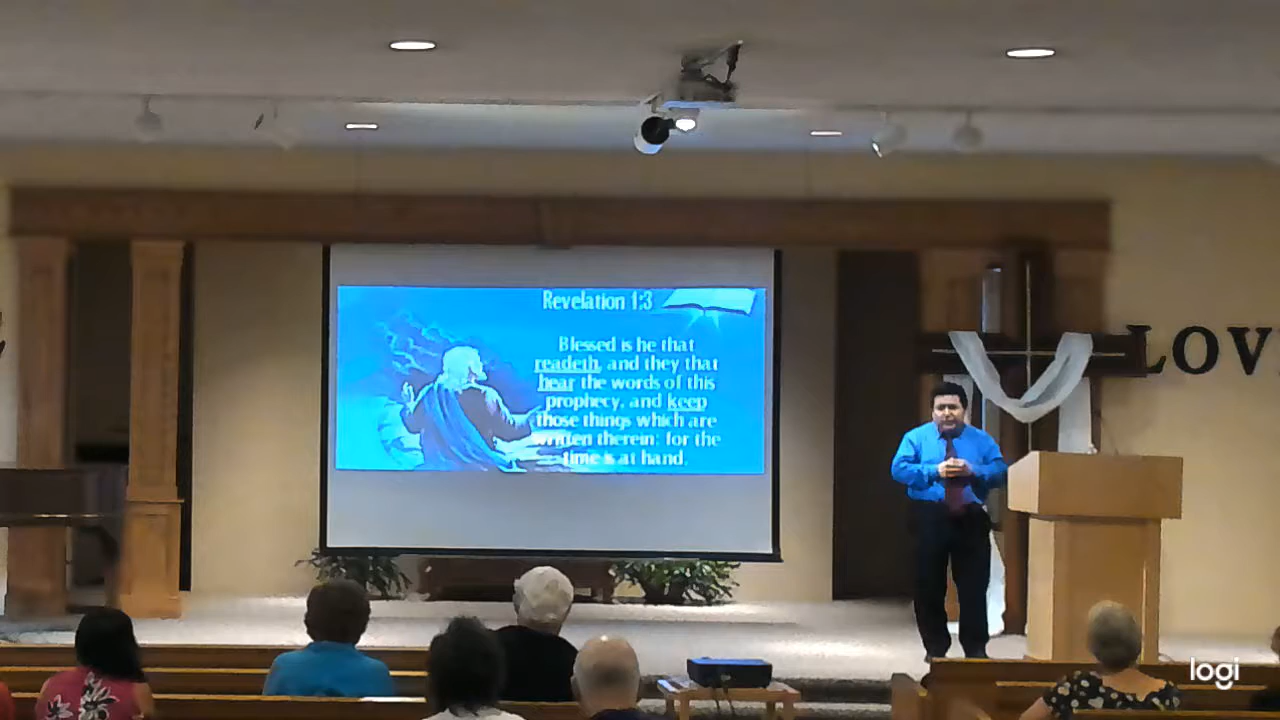 Revelation 1:3
Blessed is he that
readeth, and they that
hear the words of this
prophecy, and keep
those things which are
written therein: for the
time is at hand.
LOV
logi